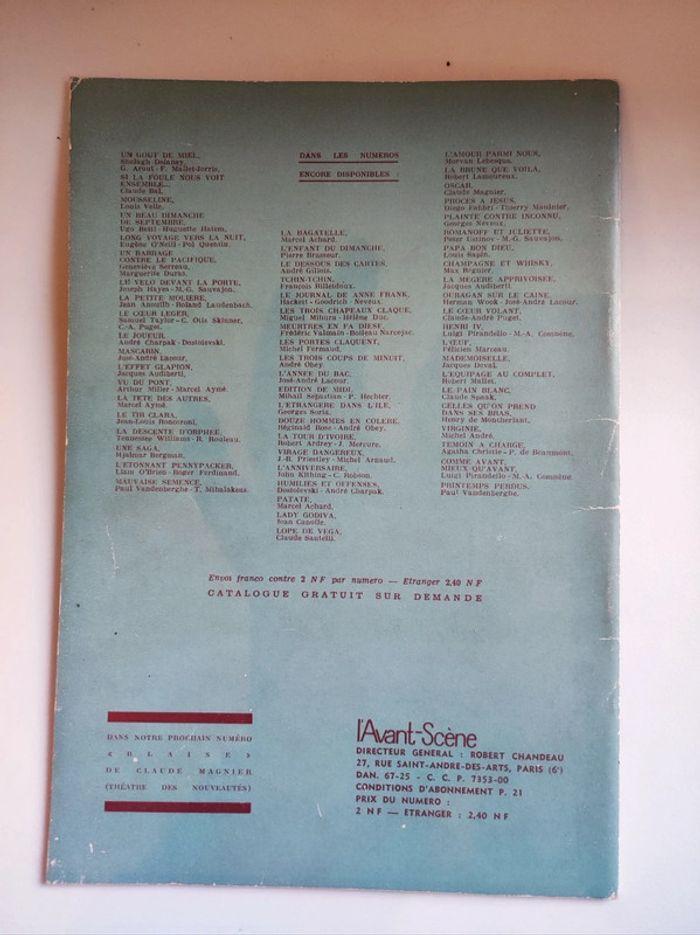 UN GOUT DE MIEL,
Shelagh Delaney,
G. Arout - F. Mallet-Jorris,
SI LA FOULE NOUS VOIT
ENSEMBLE...
Claude Bal,
MOUSSELINE,
Louis Velle,
UN BEAU DIMANCHE
DE SEPTEMBRE,
Ugo Betti - Huguette Hatem,
LONG VOYAGE VERS LA NUIT,
Eugène O'Neill - Pol Quentin.
UN BARRAGE
CONTRE LE PACIFIQUE,
Geneviève Serreau,
Marguerite Duras.
LE VELO DEVANT LA PORTE,
Joseph Hayes - M.-G. Sauvajon.
LA PETITE MOLIERE,
Jean Anouilh - Roland Laudenbach.
LE CŒUR LEGER,
Samuel Taylor - C. Otis Skinner,
C.-A. Puget.
LE JOUEUR,
André Charpak - Dostoïevski.
MASCARIN,
José-André Lacour,
L'EFFET GLAPION,
Jacques Audiberti,
VU DU PONT,
Arthur Miller - Marcel Aymé.
LA TETE DES AUTRES,
Marcel Aymé.
LE TIR CLARA,
Jean-Louis Roncoroni,
LA DESCENTE D'ORPHEE,
Tennessee Williams - R. Rouleau.
UNE SAGA,
Hjalmar Bergman,
L'ETONNANT PENNYPACKER,
Liam O'Brien - Roger Ferdinand,
MAUVAISE SEMENCE,
Paul Vandenberghe - T. Mihalakeas.
DANS LES NUMEROS
ENCORE DISPONIBLES :
LA BAGATELLE,
Marcel Achard,
L'ENFANT DU DIMANCHE,
Pierre Brasseur.
LE DESSOUS DES CARTES,
André Gillois,
TCHIN-TCHIN,
François Billetdoux.
LE JOURNAL DE ANNE FRANK,
Hackett - Goodrich - Neveux.
LES TROIS CHAPEAUX CLAQUE,
Miguel Mihura - Hélène Duc.
MEURTRES EN FA DIESE,
Frédéric Valmain - Boileau Narcejac.
LES PORTES CLAQUENT,
Michel Fermaud,
LES TROIS COUPS DE MINUIT,
André Obey
L'ANNEE DU BAC,
José-André Lacour.
EDITION DE MIDI,
Mihail Sebastian - P. Hechter,
L'ETRANGERE DANS L'ILE,
Georges Soria.
DOUZE HOMMES EN COLERE,
Réginald Rose - André Obey.
LA TOUR D'IVOIRE,
Robert Ardrey - J. Mercure.
VIRAGE DANGEREUX,
J.-B. Priestley - Michel Arnaud.
L'ANNIVERSAIRE,
John Kithing - C. Robson.
HUMILIES ET OFFENSES,
Dostoïevski - André Charpak.
PATATE,
Marcel Achard,
LADY GODIVA,
Jean Canolle.
LOPE DE VEGA,
Claude Santelli.
L'AMOUR PARMI NOUS,
Morvan Lebesque.
LA BRUNE QUE VOILA,
Robert Lamoureux.
OSCAR,
Claude Magnier.
PROCES A JESUS,
Diego Fabbri - Thierry Maulnier,
PLAINTE CONTRE INCONNU,
Georges Neveux,
ROMANOFF ET JULIETTE,
Peter Ustinov - M.-G. Sauvajon,
PAPA BON DIEU,
Louis Sapin,
CHAMPAGNE ET WHISKY,
Max Regnier,
LA MEGERE APPRIVOISEE,
Jacques Audiberti.
OURAGAN SUR LE CAINE,
Herman Wouk - José-André Lacour.
LE CŒUR VOLANT,
Claude-André Puget,
HENRI IV,
Luigi Pirandello - M.-A. Comnène.
L'ŒUF,
Félicien Marceau.
MADEMOISELLE,
Jacques Deval.
L'EQUIPAGE AU COMPLET,
Robert Mallet.
LE PAIN BLANC,
Claude Spaak,
CELLES QU'ON PREND
DANS SES BRAS,
Henry de Montherlant,
VIRGINIE,
Michel André,
TEMOIN A CHARGE,
Agatha Christie - P. de Beaumont,
COMME AVANT,
MIEUX QU'AVANT,
Luigi Pirandello - M.-A. Comnène.
PRINTEMPS PERDUS,
Paul Vandenberghe.
Envoi franco contre 2 NF par numero — Etranger 2,40 NF
CATALOGUE GRATUIT SUR DEMANDE
DANS NOTRE PROCHAIN NUMÉRO
« BLAISE »
DE CLAUDE MAGNIER
(THÉATRE DES NOUVEAUTÉS)
l'Avant-Scène
DIRECTEUR GENERAL : ROBERT CHANDEAU
27, RUE SAINT-ANDRE-DES-ARTS, PARIS (6e)
DAN. 67-25 - C. C. P. 7353-00
CONDITIONS D'ABONNEMENT P. 21
PRIX DU NUMERO :
2 NF — ETRANGER : 2,40 NF